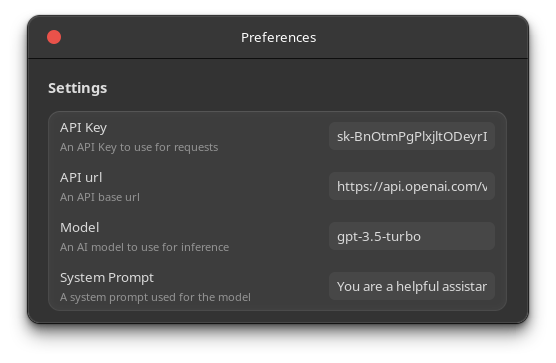 Preferences
Settings
API Key
An API Key to use for requests
sk-BnOtmPgPlxjltODeyrI
API url
An API base url
https://api.openai.com/v
Model
An AI model to use for inference
gpt-3.5-turbo
System Prompt
A system prompt used for the model
You are a helpful assistan